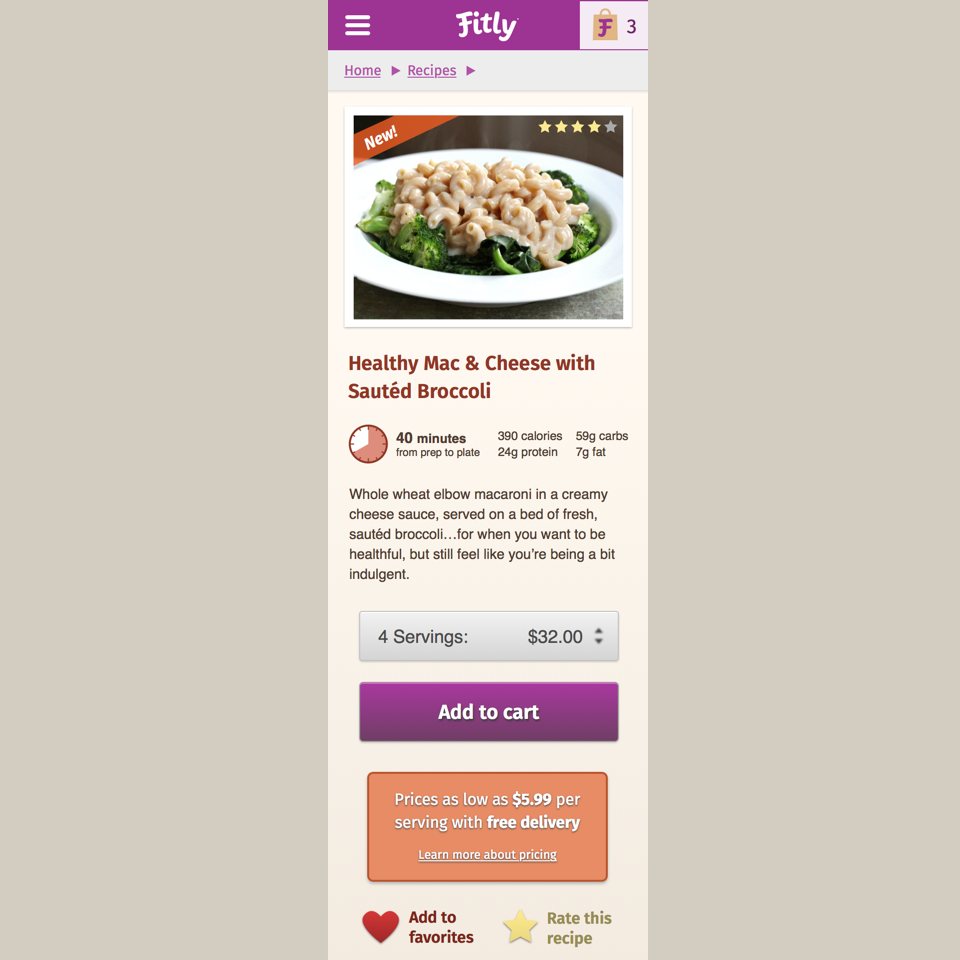 Fitly
3
Home Recipes
New!
Healthy Mac & Cheese with
Sautéd Broccoli
40 minutes
from prep to plate
390 calories 59g carbs
24g protein 7g fat
Whole wheat elbow macaroni in a creamy
cheese sauce, served on a bed of fresh,
sautéd broccoli…for when you want to be
healthful, but still feel like you’re being a bit
indulgent.
4 Servings: $32.00
Add to cart
Prices as low as $5.99 per
serving with free delivery
Learn more about pricing
Add to
favorites
Rate this
recipe